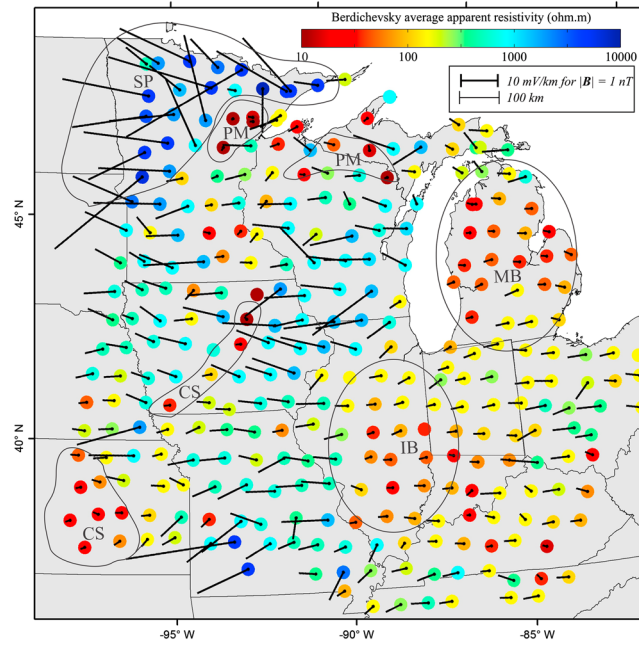 Berdichevsky average apparent resistivity (ohm.m)
10 100 1000 10000
10 mV/km for |B| = 1 nT
100 km
SP
PM
PM
45° N
MB
CS
40° N
IB
CS
-95° W -90° W -85° W